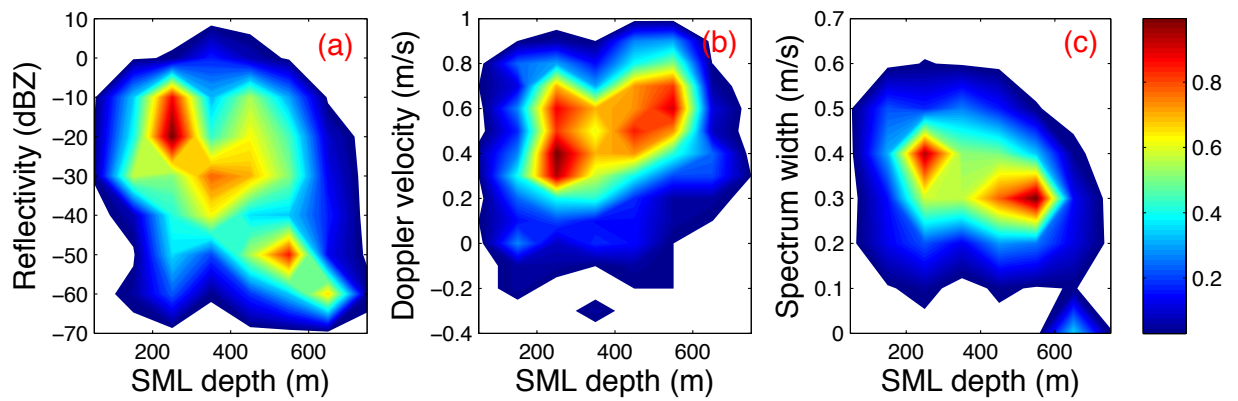 10
0
−10
−20
−30
−40
−50
−60
−70
200 400 600
Reflectivity (dBZ)
SML depth (m)
(a)
1
0.8
0.6
0.4
0.2
0
−0.2
−0.4
200 400 600
Doppler velocity (m/s)
SML depth (m)
(b)
0.7
0.6
0.5
0.4
0.3
0.2
0.1
0
200 400 600
Spectrum width (m/s)
SML depth (m)
(c)
0.8
0.6
0.4
0.2